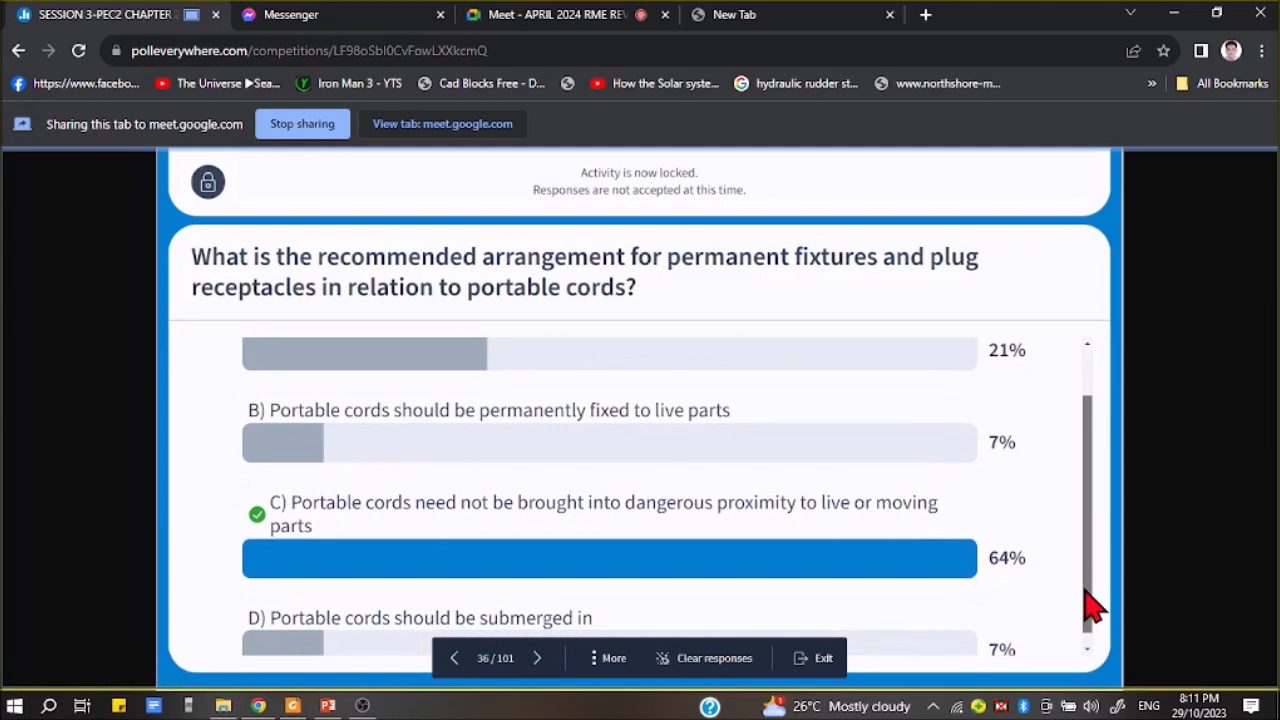 SESSION 3-PEC2 CHAPTER 2
Messenger
Meet - APRIL 2024 RME REV
New Tab
polleverywhere.com/competitions/LF98oSbI0CvFowLXXkcmQ
https://www.facebo...
The Universe ▶Sea...
Iron Man 3 - YTS
Cad Blocks Free - D...
How the Solar syste...
hydraulic rudder st...
www.northshore-m...
»
All Bookmarks
Sharing this tab to meet.google.com
Stop sharing
View tab: meet.google.com
Activity is now locked.
Responses are not accepted at this time.
What is the recommended arrangement for permanent fixtures and plug
receptacles in relation to portable cords?
21%
B) Portable cords should be permanently fixed to live parts
7%
C) Portable cords need not be brought into dangerous proximity to live or moving
parts
64%
D) Portable cords should be submerged in
7%
36 / 101
More
Clear responses
Exit
26°C Mostly cloudy
ENG
8:11 PM
29/10/2023